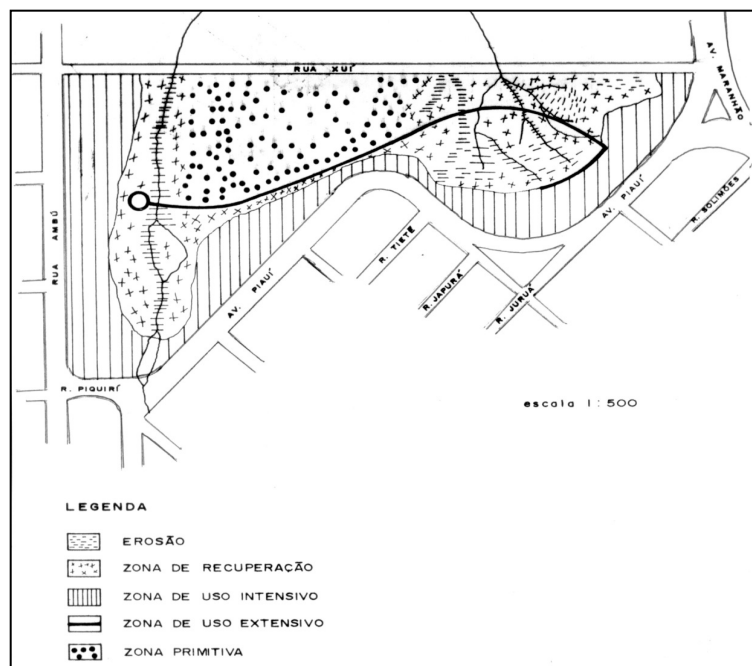 RUA XUÍ
AV. MARANHÃO
RUA AMBÚ
AV. PIAUÍ
R. SOLIMÕES
R. TIETÊ
AV. PIAUÍ
R. JAPURÁ
R. JURUÁ
R. PIQUIRÍ
escala 1:500
LEGENDA
EROSÃO
ZONA DE RECUPERAÇÃO
ZONA DE USO INTENSIVO
ZONA DE USO EXTENSIVO
ZONA PRIMITIVA